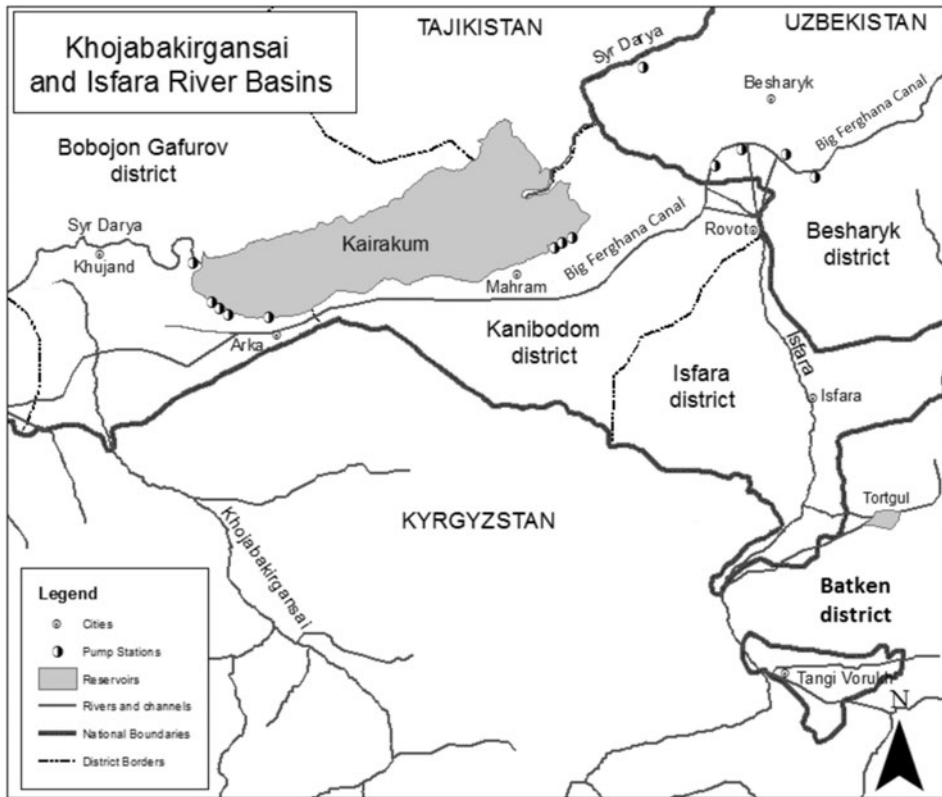 Khojabakirgansai
and Isfara River Basins
TAJIKISTAN
UZBEKISTAN
Syr Darya
Besharyk
Big Ferghana Canal
Bobojon Gafurov
district
Syr Darya
Khujand
Kairakum
Big Ferghana Canal
Rovot
Besharyk
district
Mahram
Arka
Kanibodom
district
Isfara
Isfara
district
Isfara
Tortgul
KYRGYZSTAN
Khojabakirgansai
Batken
district
Tangi Vorukh
N
Legend
Cities
Pump Stations
Reservoirs
Rivers and channels
National Boundaries
District Borders